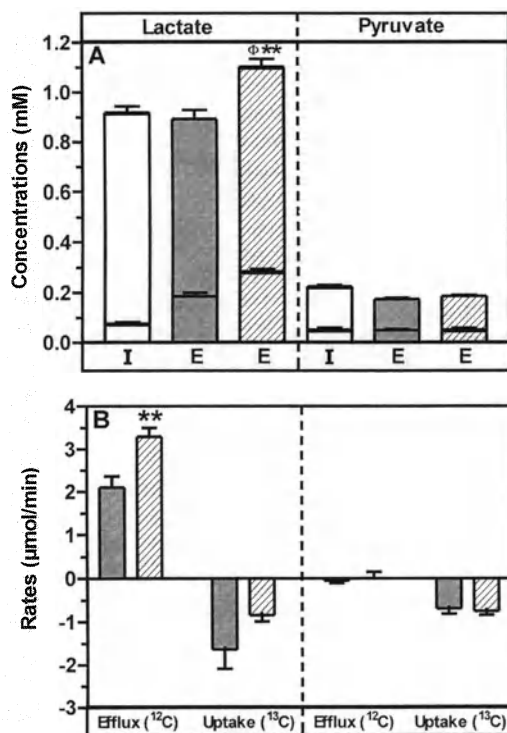 Lactate Pyruvate
A
Φ**
Concentrations (mM)
1.2
1.0
0.8
0.6
0.4
0.2
0.0
I E E I E E
B
**
Rates (µmol/min)
4
3
2
1
0
-1
-2
-3
Efflux (¹²C) Uptake (¹³C) Efflux (¹²C) Uptake (¹³C)